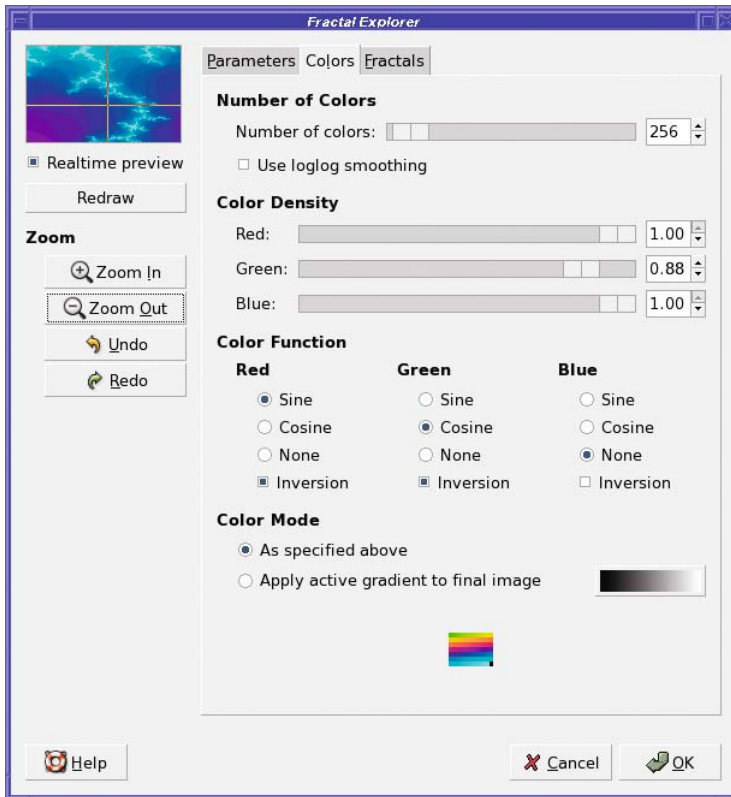 Fractal Explorer
Parameters Colors Fractals
Realtime preview
Redraw
Zoom
Zoom In
Zoom Out
Undo
Redo
Number of Colors
Number of colors: 256
Use loglog smoothing
Color Density
Red: 1.00
Green: 0.88
Blue: 1.00
Color Function
Red Green Blue
Sine Sine Sine
Cosine Cosine Cosine
None None None
Inversion Inversion Inversion
Color Mode
As specified above
Apply active gradient to final image
Help Cancel OK